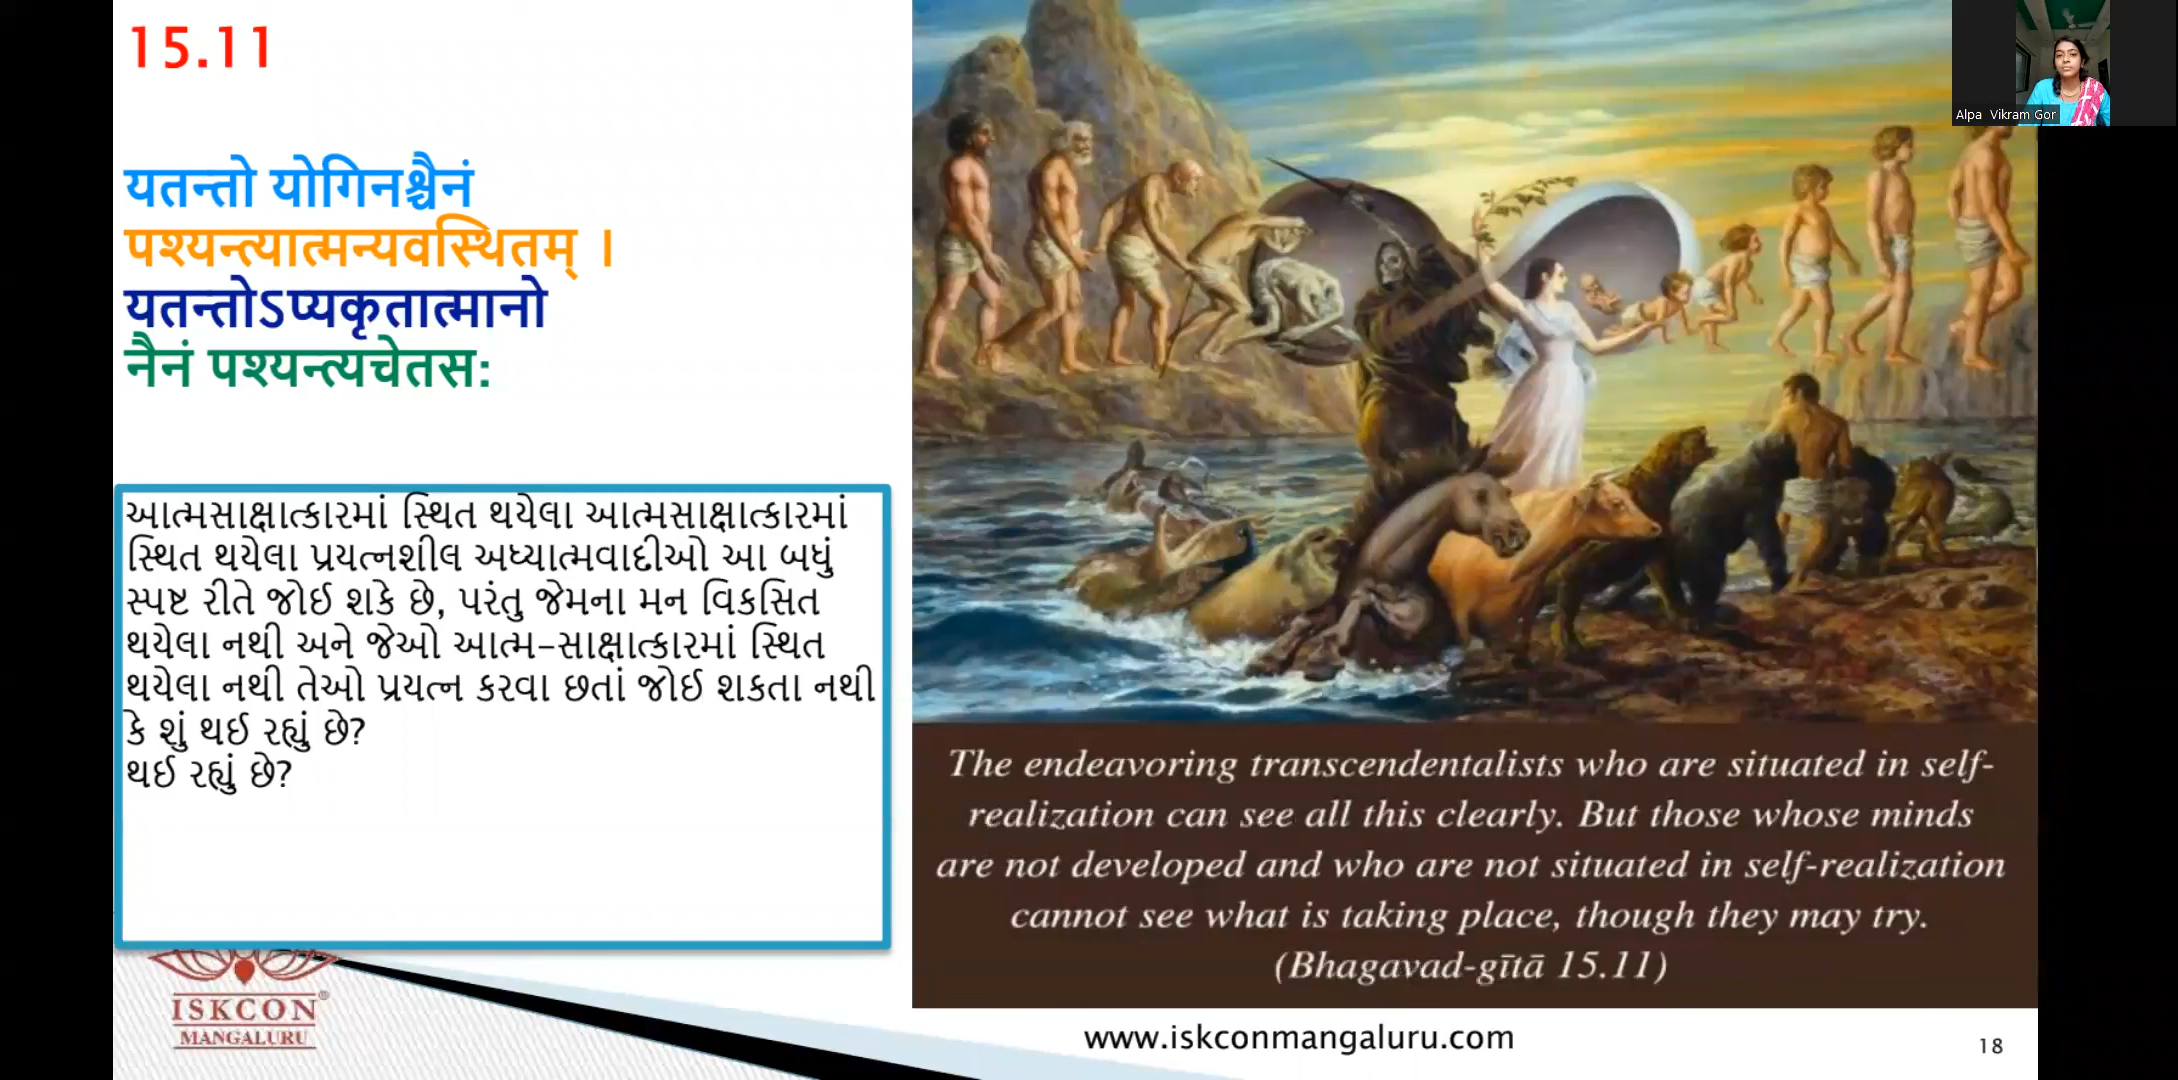 15.11
यतन्तो योगिनश्चैनं
पश्यन्त्यात्मन्यवस्थितम् ।
यतन्तोऽप्यकृतात्मानो
नैनं पश्यन्त्यचेतस:
આત્મસાક્ષાત્કારમાં સ્થિત થયેલા આત્મસાક્ષાત્કારમાં
સ્થિત થયેલા પ્રયત્નશીલ અધ્યાત્મવાદીઓ આ બધું
સ્પષ્ટ રીતે જોઈ શકે છે, પરંતુ જેમના મન વિકસિત
થયેલા નથી અને જેઓ આત્મ-સાક્ષાત્કારમાં સ્થિત
થયેલા નથી તેઓ પ્રયત્ન કરવા છતાં જોઈ શકતા નથી
કે શું થઈ રહ્યું છે?
થઈ રહ્યું છે?
ISKCON®
MANGALURU
Alpa Vikram Gor
The endeavoring transcendentalists who are situated in self-
realization can see all this clearly. But those whose minds
are not developed and who are not situated in self-realization
cannot see what is taking place, though they may try.
(Bhagavad-gītā 15.11)
www.iskconmangaluru.com
18